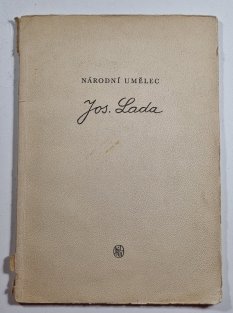 NÁRODNÍ UMĚLEC
Jos. Lada